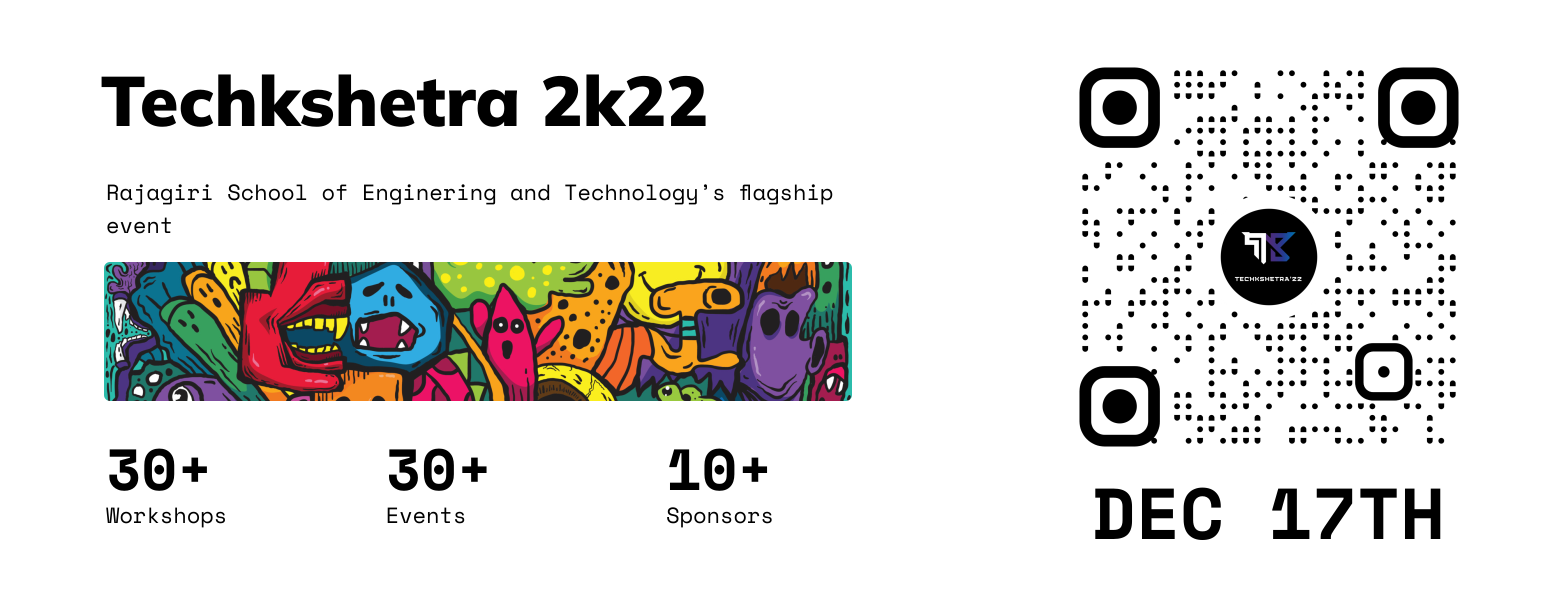 Techkshetra 2k22
Rajagiri School of Enginering and Technology’s flagship
event
30+
Workshops
30+
Events
10+
Sponsors
TECHKSHETRA'22
DEC 17TH